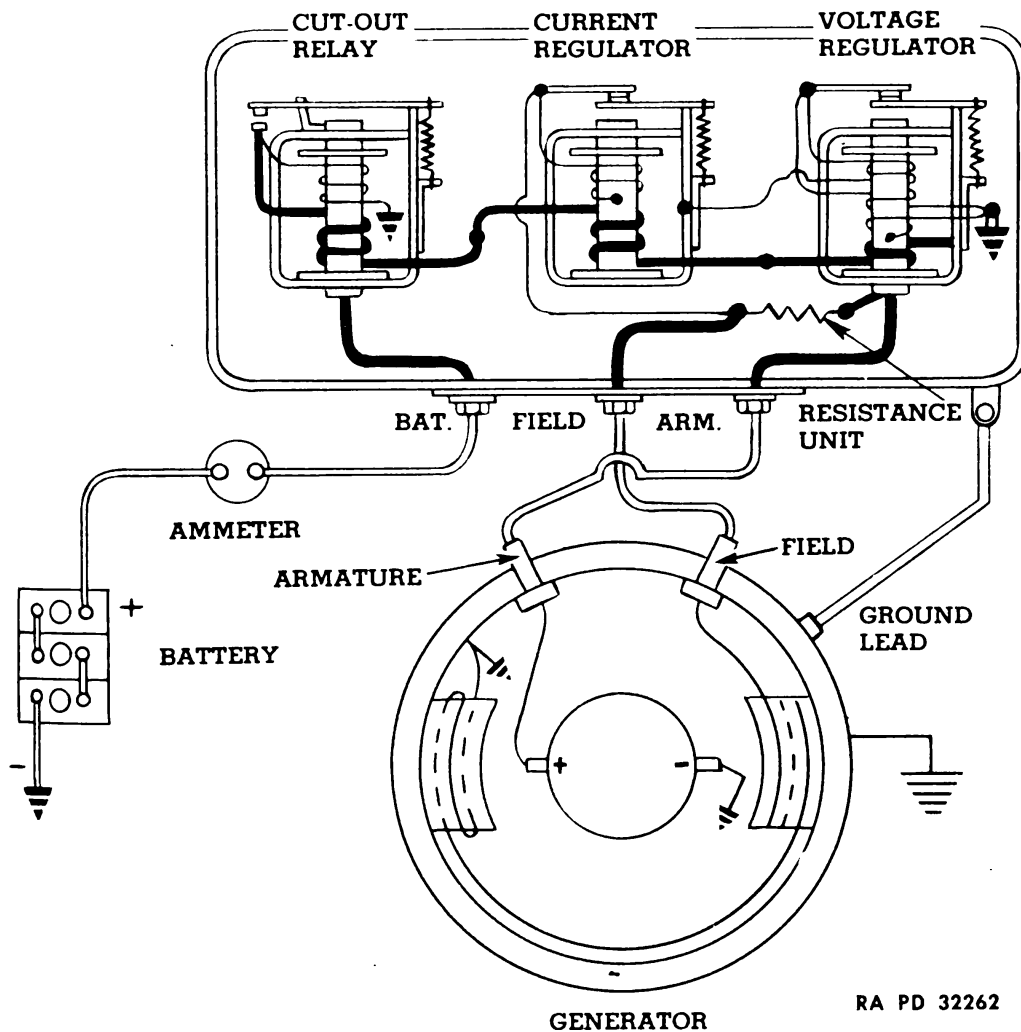 CUT-OUT
RELAY
CURRENT
REGULATOR
VOLTAGE
REGULATOR
BAT.
FIELD
ARM.
RESISTANCE
UNIT
AMMETER
ARMATURE
FIELD
GROUND
LEAD
+
BATTERY
-
+
-
GENERATOR
RA PD 32262